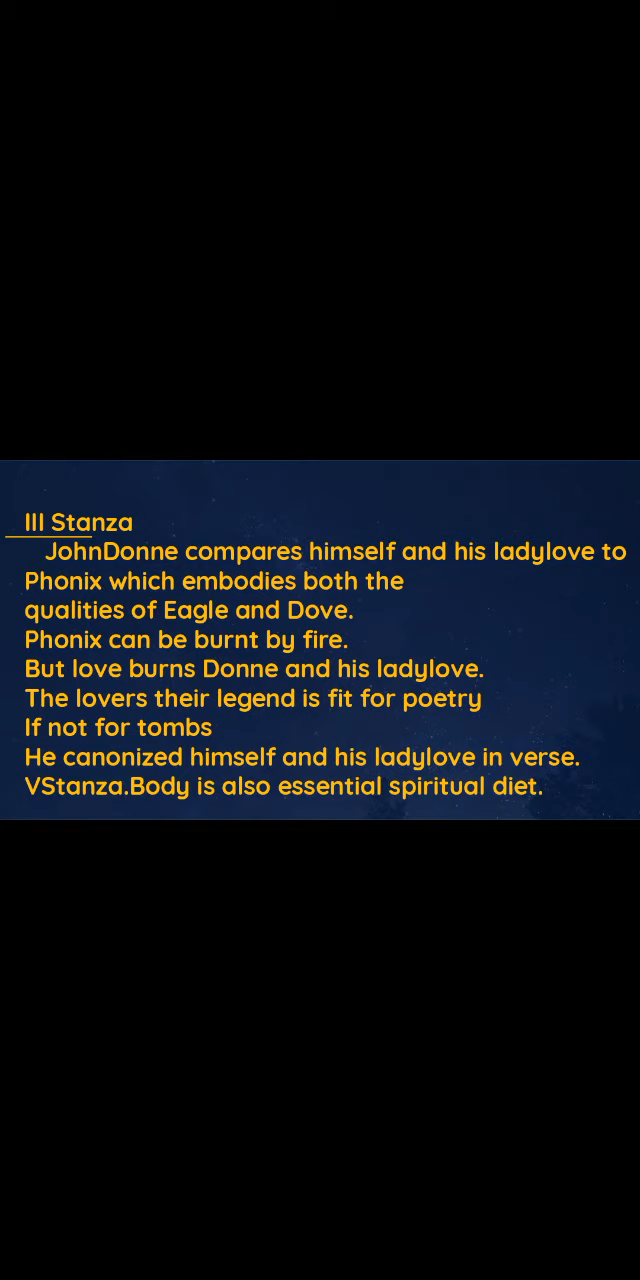 III Stanza
JohnDonne compares himself and his ladylove to
Phonix which embodies both the
qualities of Eagle and Dove.
Phonix can be burnt by fire.
But love burns Donne and his ladylove.
The lovers their legend is fit for poetry
If not for tombs
He canonized himself and his ladylove in verse.
VStanza.Body is also essential spiritual diet.